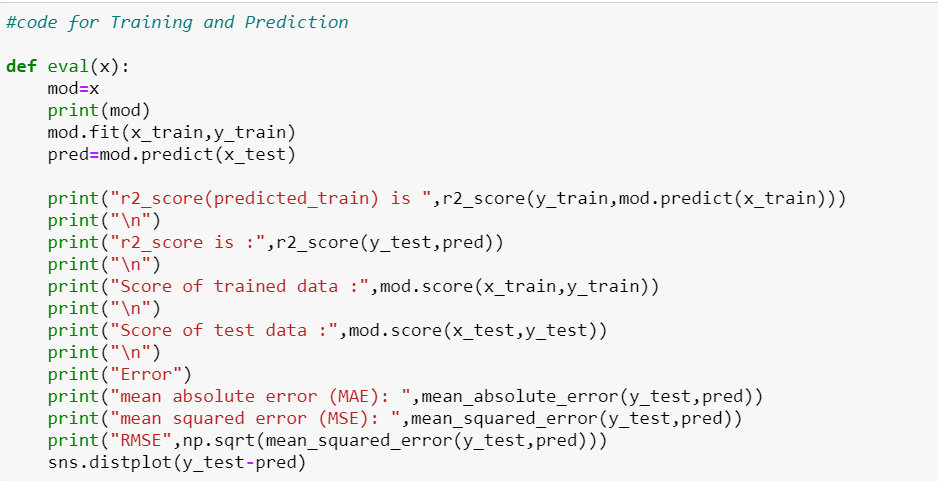 #code for Training and Prediction
def eval(x):
    mod=x
    print(mod)
    mod.fit(x_train,y_train)
    pred=mod.predict(x_test)
    print("r2_score(predicted_train) is ",r2_score(y_train,mod.predict(x_train)))
    print("\n")
    print("r2_score is :",r2_score(y_test,pred))
    print("\n")
    print("Score of trained data :",mod.score(x_train,y_train))
    print("\n")
    print("Score of test data :",mod.score(x_test,y_test))
    print("\n")
    print("Error")
    print("mean absolute error (MAE): ",mean_absolute_error(y_test,pred))
    print("mean squared error (MSE): ",mean_squared_error(y_test,pred))
    print("RMSE",np.sqrt(mean_squared_error(y_test,pred)))
    sns.distplot(y_test-pred)